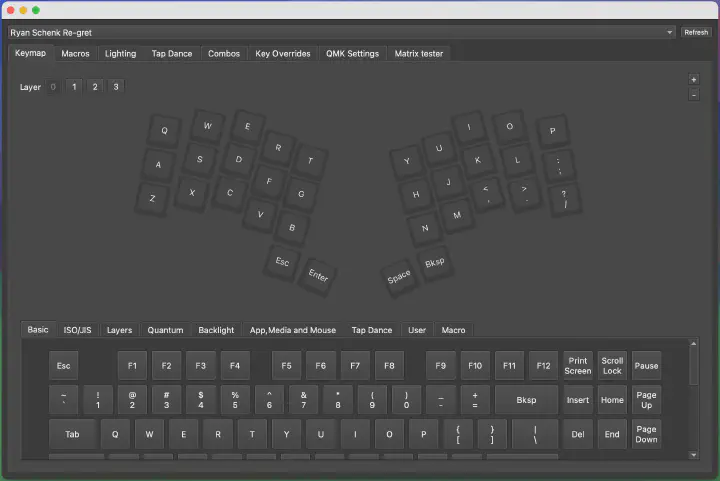 Ryan Schenk Re-gret
Refresh
Keymap Macros Lighting Tap Dance Combos Key Overrides QMK Settings Matrix tester
Layer 0 1 2 3
+
-
Q W E R T Y U I O P
A S D F G H J K L : ;
Z X C V B N M < , > . ? /
Esc Enter Space Bksp
Basic ISO/JIS Layers Quantum Backlight App,Media and Mouse Tap Dance User Macro
Esc F1 F2 F3 F4 F5 F6 F7 F8 F9 F10 F11 F12 Print Screen Scroll Lock Pause
~ ` ! 1 @ 2 # 3 $ 4 % 5 ^ 6 & 7 * 8 ( 9 ) 0 _ - + = Bksp Insert Home Page Up
Tab Q W E R T Y U I O P { [ } ] | \ Del End Page Down